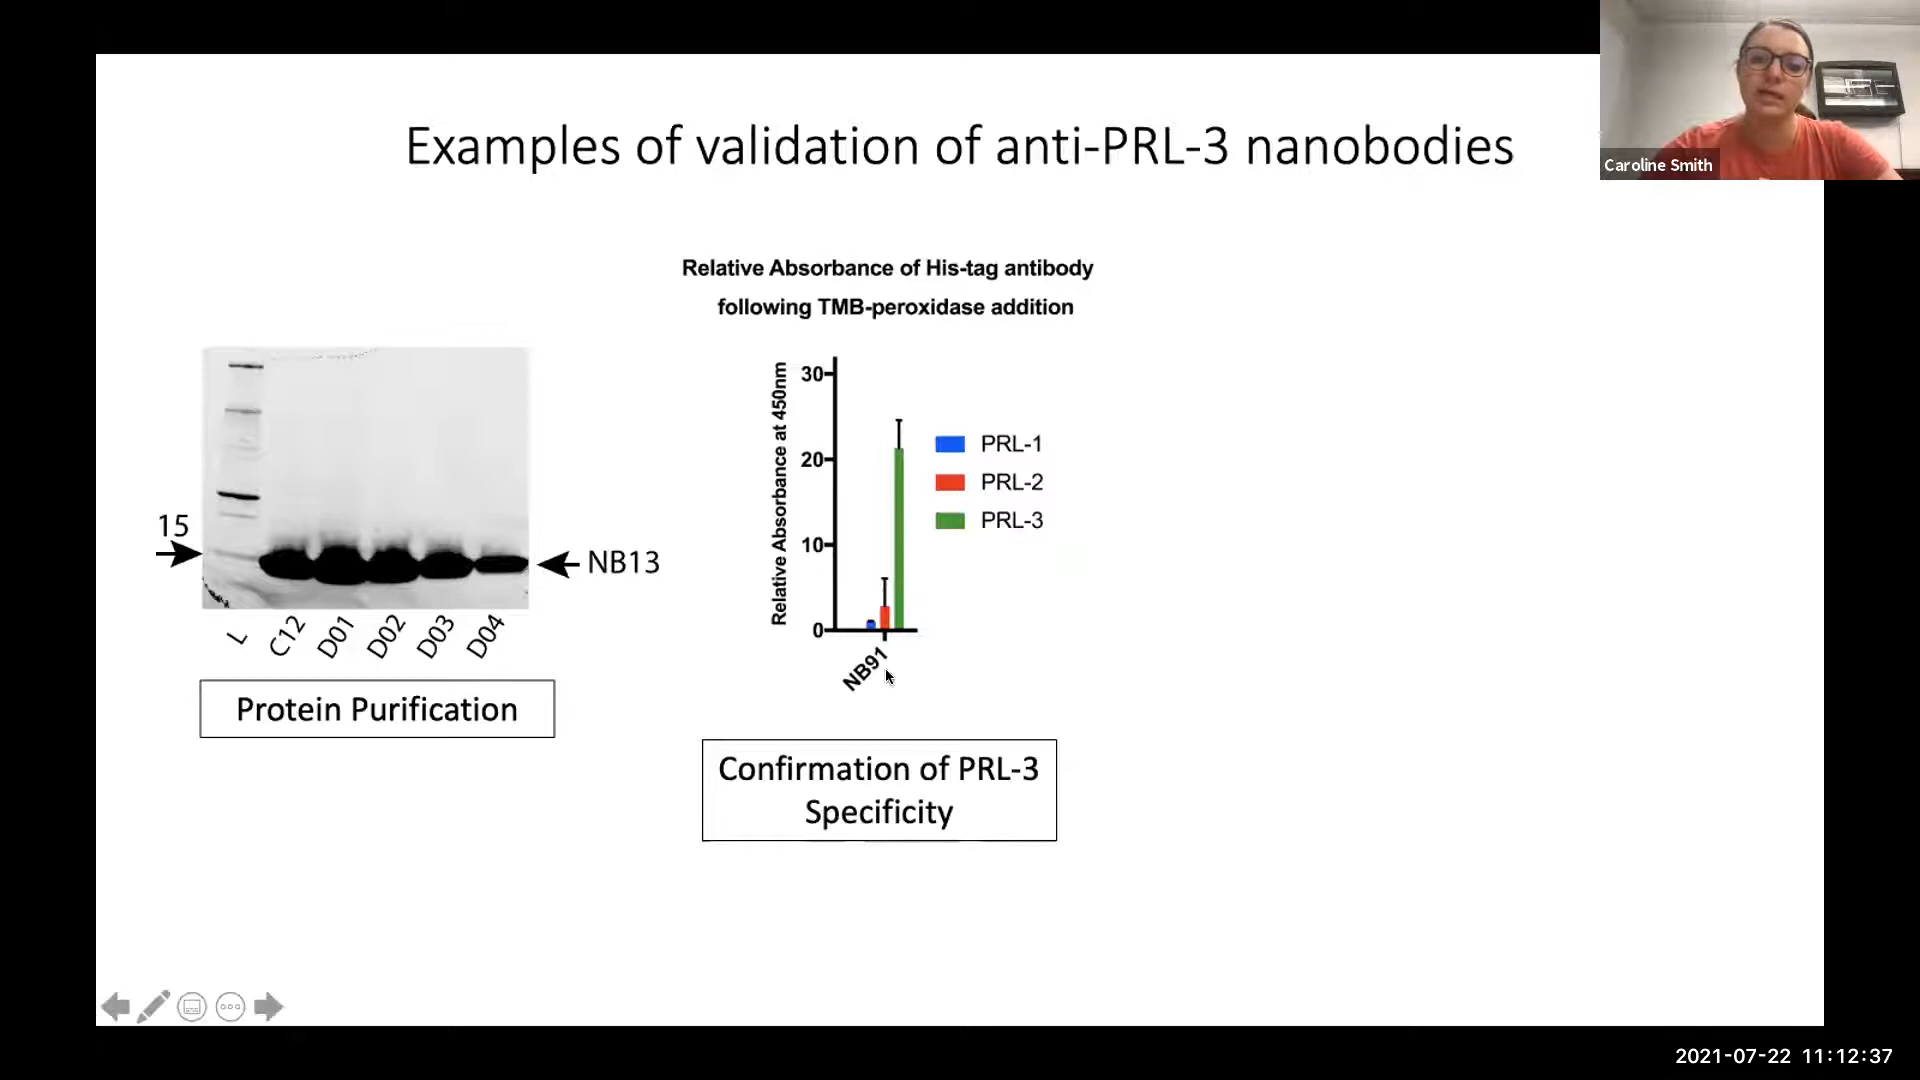 Caroline Smith
Examples of validation of anti-PRL-3 nanobodies
15
NB13
L
C12
D01
D02
D03
D04
Protein Purification
Relative Absorbance of His-tag antibody
following TMB-peroxidase addition
Relative Absorbance at 450nm
30
20
10
0
PRL-1
PRL-2
PRL-3
NB91
Confirmation of PRL-3
Specificity
2021-07-22 11:12:37